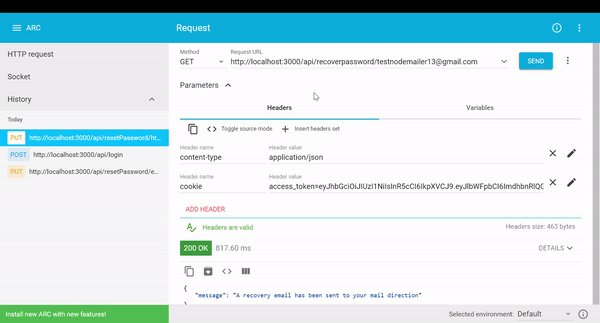 ARC
Request
HTTP request
Socket
History
Today
PUT http://localhost:3000/api/resetPassword/ht...
POST http://localhost:3000/api/login
PUT http://localhost:3000/api/resetPassword/e...
Method
GET
Request URL
http://localhost:3000/api/recoverpassword/testnodemailer13@gmail.com
SEND
Parameters
Headers
Variables
Toggle source mode
Insert headers set
Header name
content-type
Header value
application/json
Header name
cookie
Header value
ADD HEADER
Headers are valid
Headers size: 463 bytes
200 OK
817.60 ms
DETAILS
{
"message": "A recovery email has been sent to your mail direction"
Install new ARC with new features!
Selected environment: Default